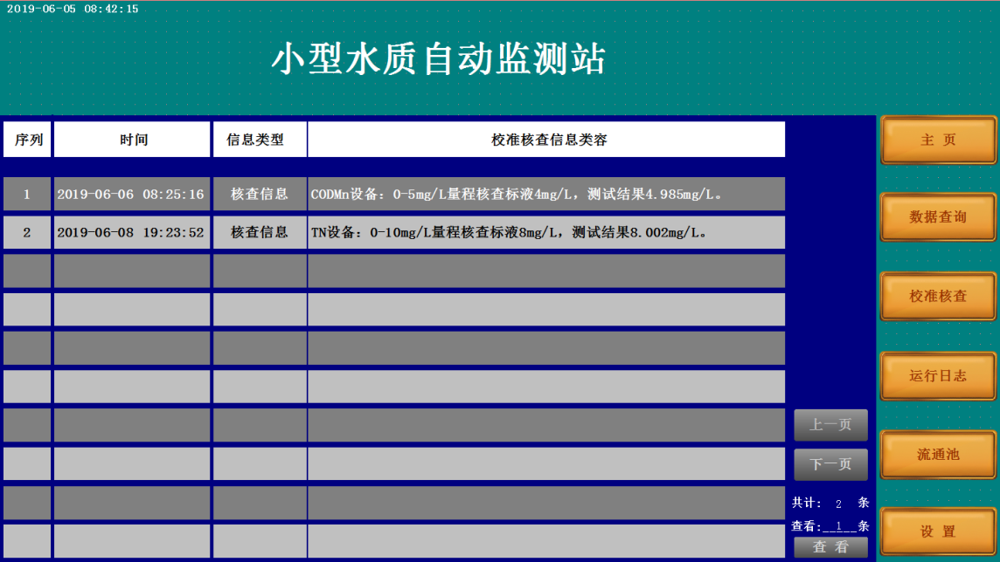 2019-06-05 08:42:15
小型水质自动监测站
序列 时间 信息类型 校准核查信息类容
1 2019-06-06 08:25:16 核查信息 CODMn设备：0-5mg/L量程核查标液4mg/L，测试结果4.985mg/L。
2 2019-06-08 19:23:52 核查信息 TN设备：0-10mg/L量程核查标液8mg/L，测试结果8.002mg/L。
上一页
下一页
共计： 2 条
查看:__1__条
查 看
主 页
数据查询
校准核查
运行日志
流通池
设 置